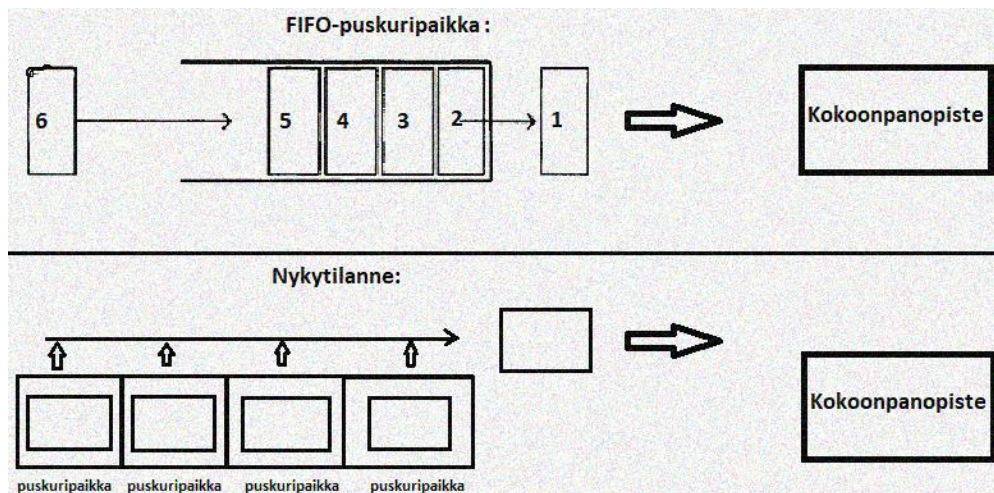 FIFO-puskuripaikka :
6 5 4 3 2 1
Kokoonpanopiste
Nykytilanne:
Kokoonpanopiste
puskuripaikka puskuripaikka puskuripaikka puskuripaikka